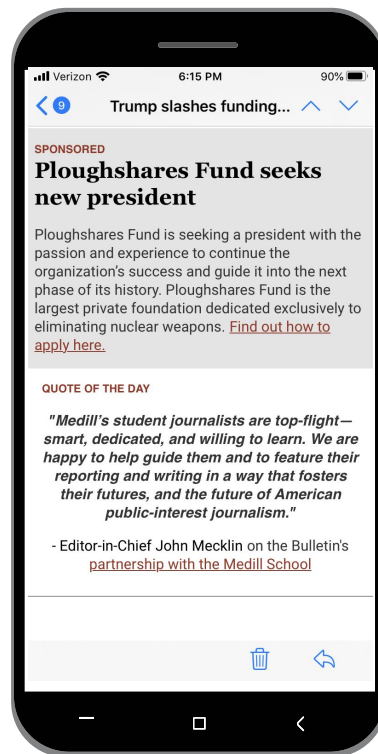 Verizon 6:15 PM 90%
9 Trump slashes funding...
SPONSORED
Ploughshares Fund seeks
new president
Ploughshares Fund is seeking a president with the
passion and experience to continue the
organization's success and guide it into the next
phase of its history. Ploughshares Fund is the
largest private foundation dedicated exclusively to
eliminating nuclear weapons. Find out how to
apply here.
QUOTE OF THE DAY
"Medill's student journalists are top-flight—
smart, dedicated, and willing to learn. We are
happy to help guide them and to feature their
reporting and writing in a way that fosters
their futures, and the future of American
public-interest journalism."
- Editor-in-Chief John Mecklin on the Bulletin's
partnership with the Medill School